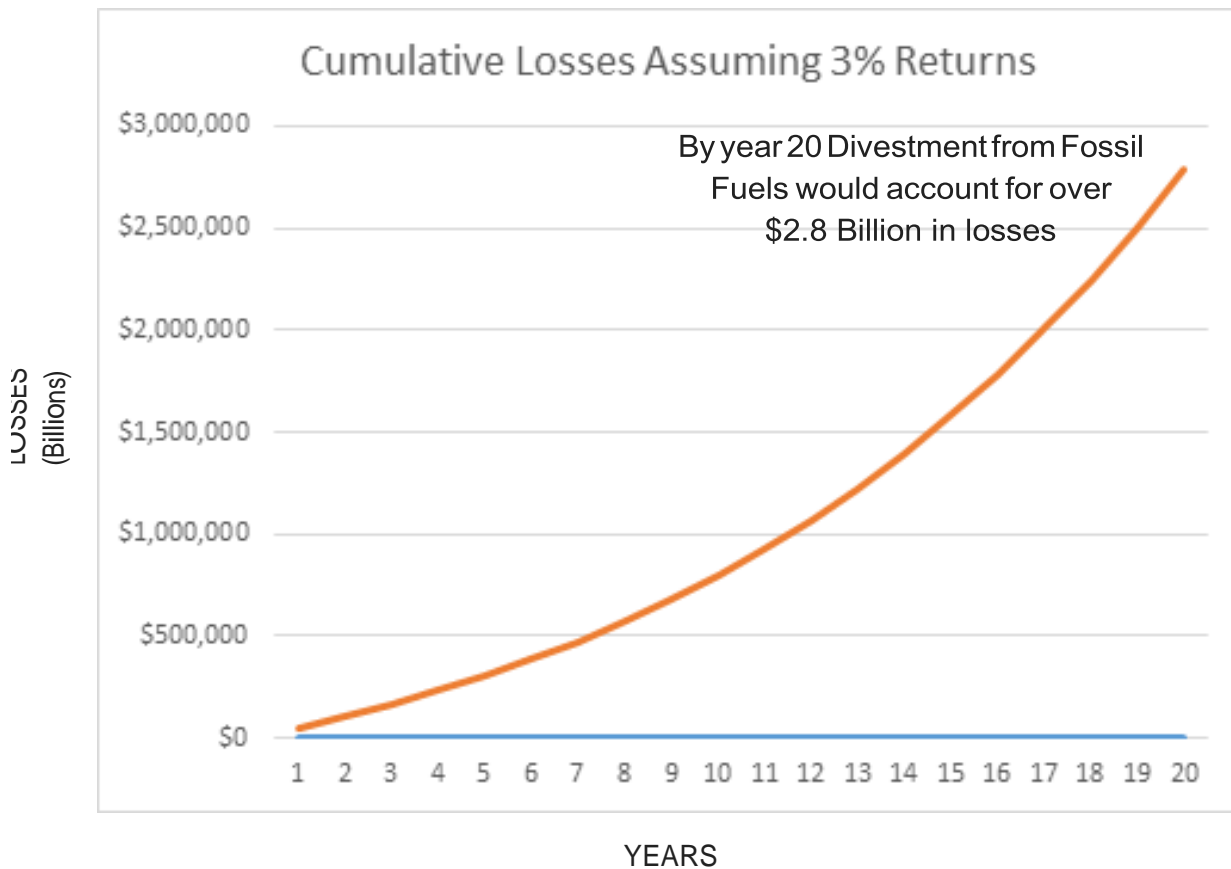 Cumulative Losses Assuming 3% Returns
$3,000,000
By year 20 Divestment from Fossil
Fuels would account for over
$2.8 Billion in losses
$2,500,000
$2,000,000
LOSSES
(Billions)
$1,500,000
$1,000,000
$500,000
$0
1 2 3 4 5 6 7 8 9 10 11 12 13 14 15 16 17 18 19 20
YEARS